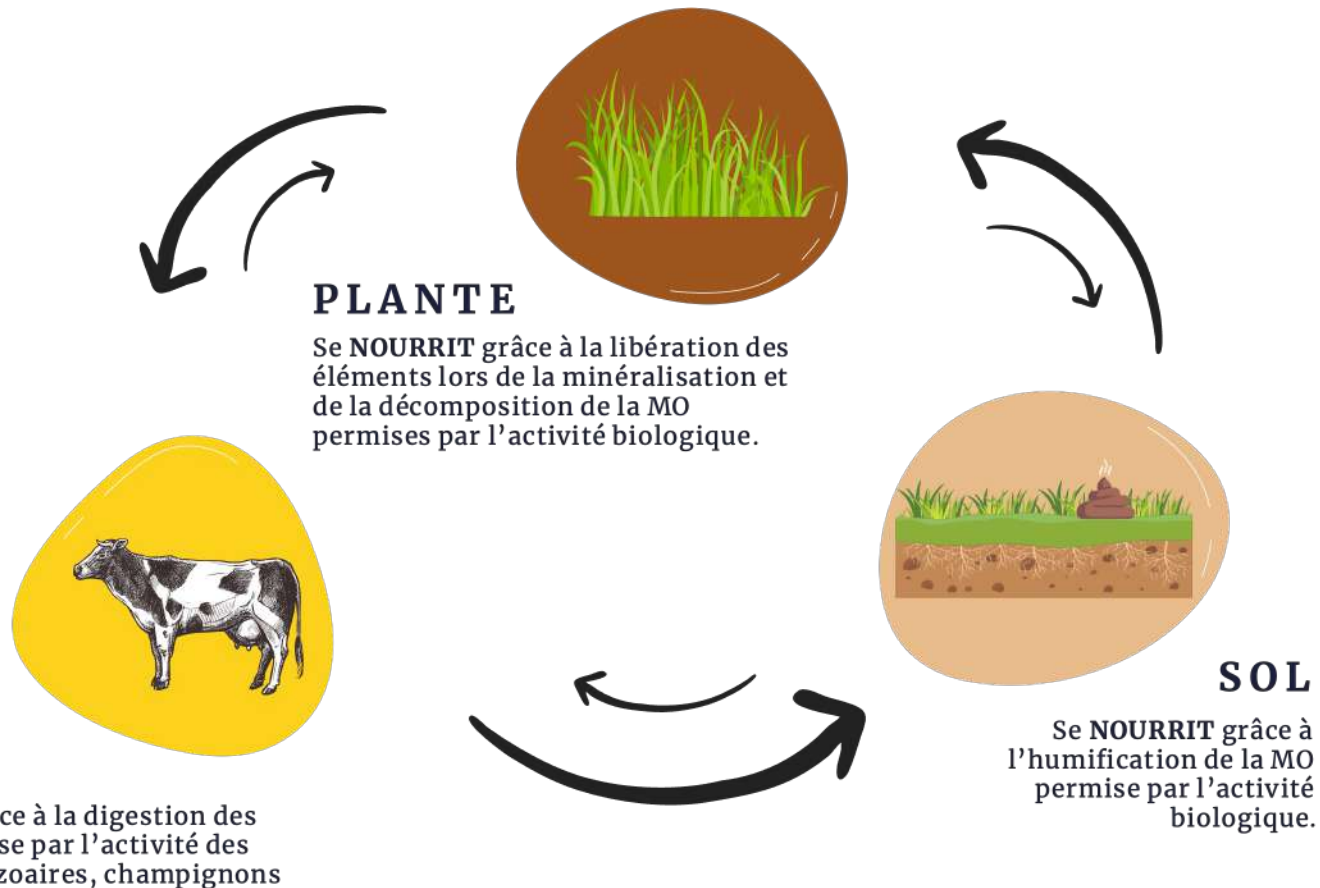 PLANTE
Se NOURRIT grâce à la libération des
éléments lors de la minéralisation et
de la décomposition de la MO
permises par l'activité biologique.
SOL
Se NOURRIT grâce à
l'humification de la MO
permise par l'activité
biologique.
ce à la digestion des
se par l'activité des
zoaires, champignons